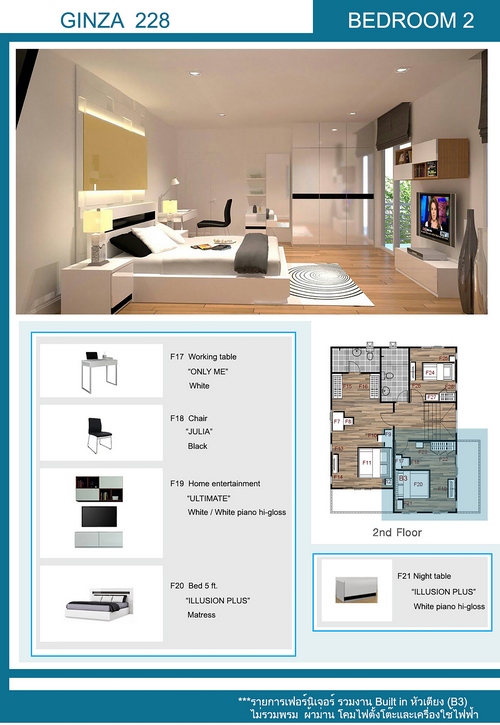 GINZA 228
BEDROOM 2
F17 Working table
"ONLY ME"
White
F18 Chair
"JULIA"
Black
F19 Home entertainment
"ULTIMATE"
White / White piano hi-gloss
F20 Bed 5 ft.
"ILLUSION PLUS"
Matress
F24
F27
F7 F8
F11
B3
F20
2nd Floor
F21 Night table
"ILLUSION PLUS"
White piano hi-gloss
***รายการเฟอร์นิเจอร์ รวมงาน Built in หัวเตียง (B3)
ไม่รวมพรม ผ้าม่าน โคมไฟตั้งโต๊ะและเครื่องใช้ไฟฟ้า